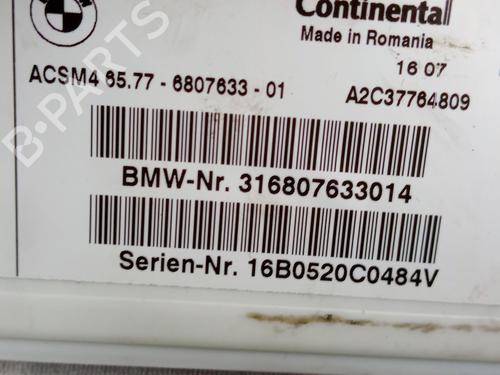 Continental
Made in Romania
16 07
ACSM4 65.77 - 6807633 - 01 A2C37764809
BMW-Nr. 316807633014
Serien-Nr. 16B0520C0484V
B-PARTS